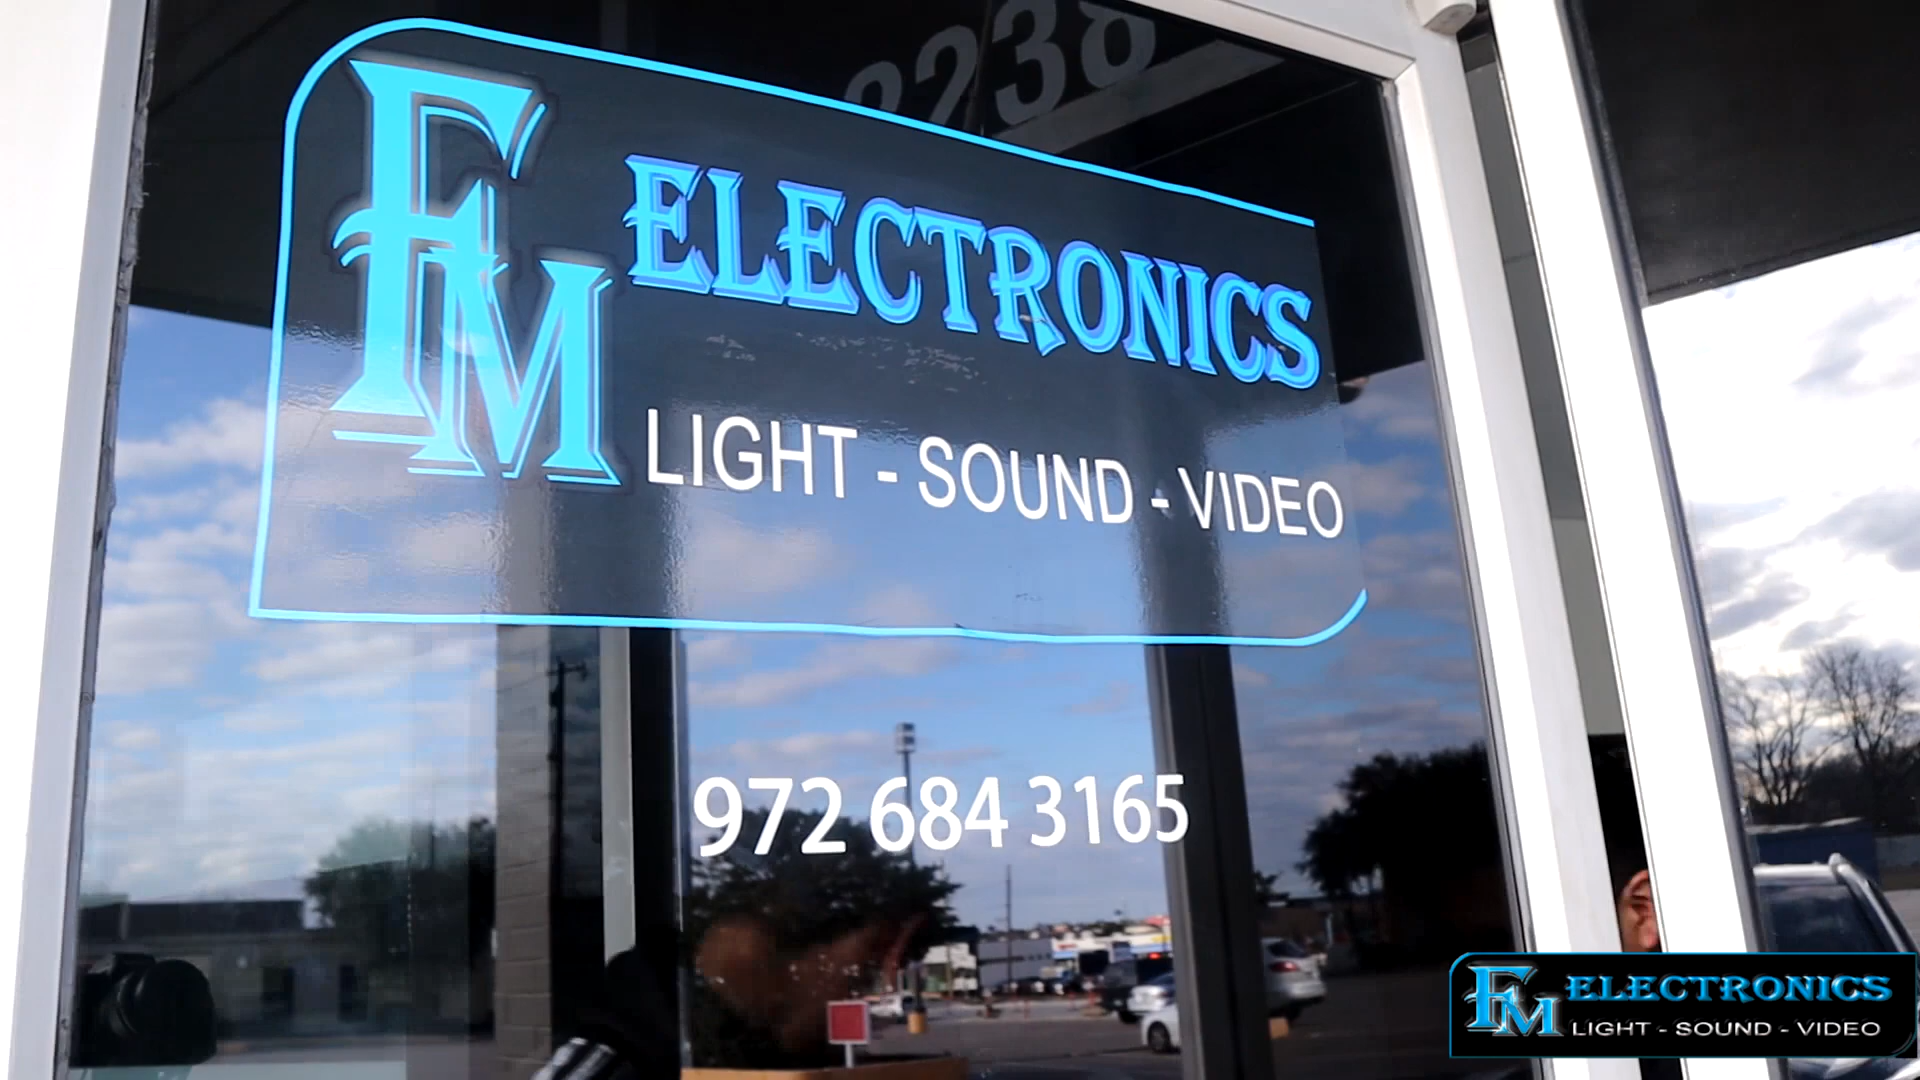 FM ELECTRONICS
LIGHT - SOUND - VIDEO
972 684 3165
FM ELECTRONICS
LIGHT - SOUND - VIDEO